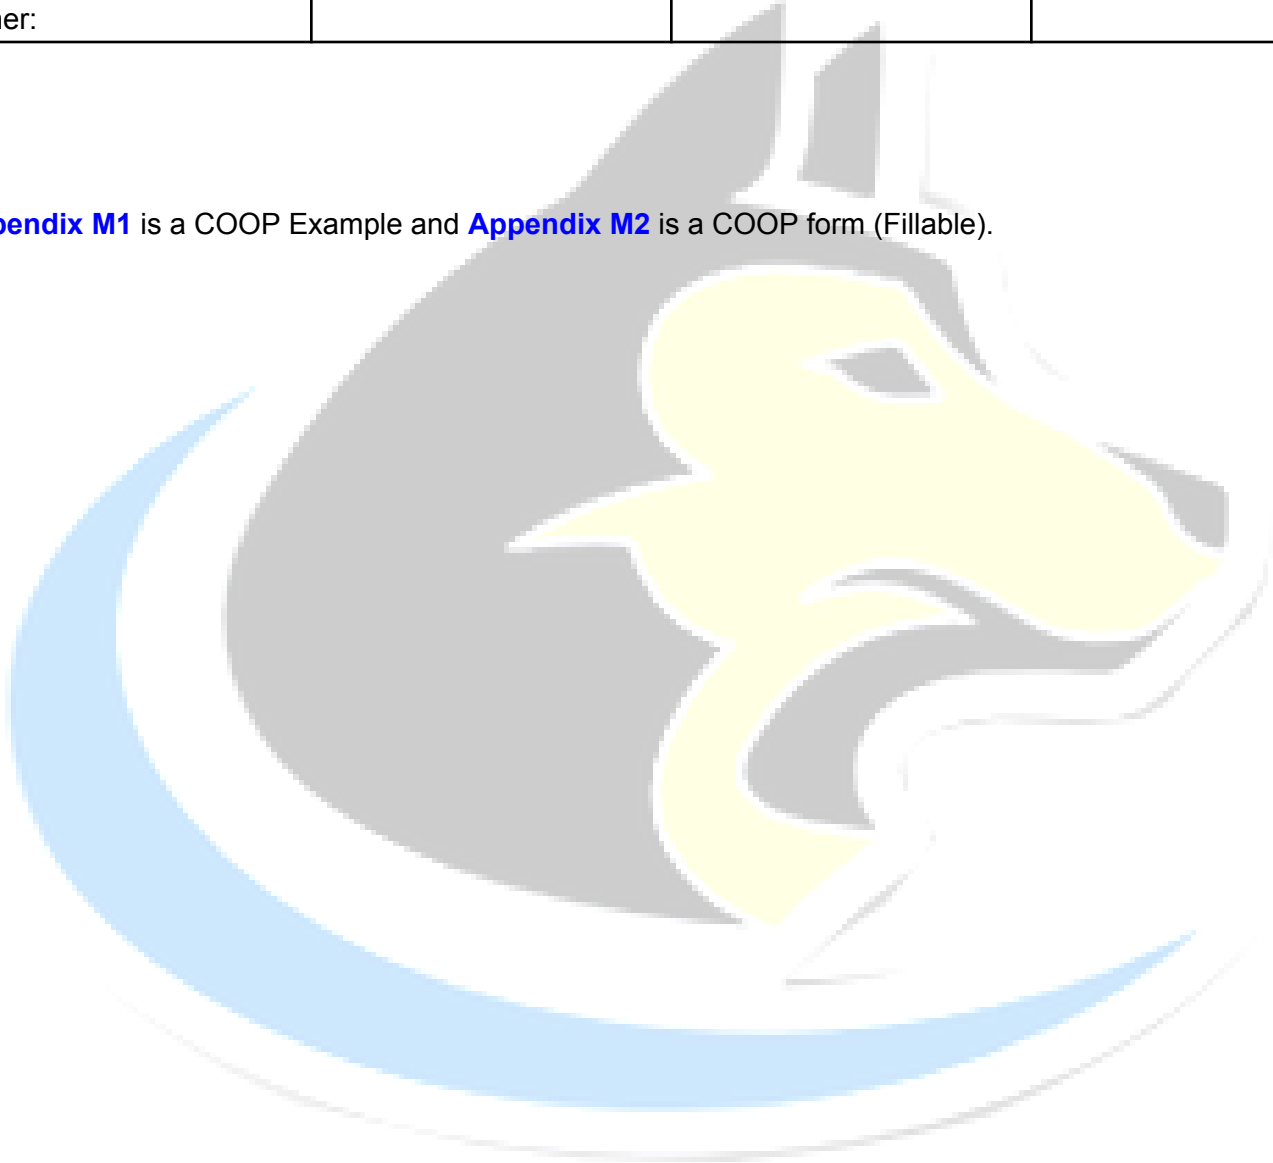 er:
pendix M1 is a COOP Example and Appendix M2 is a COOP form (Fillable).